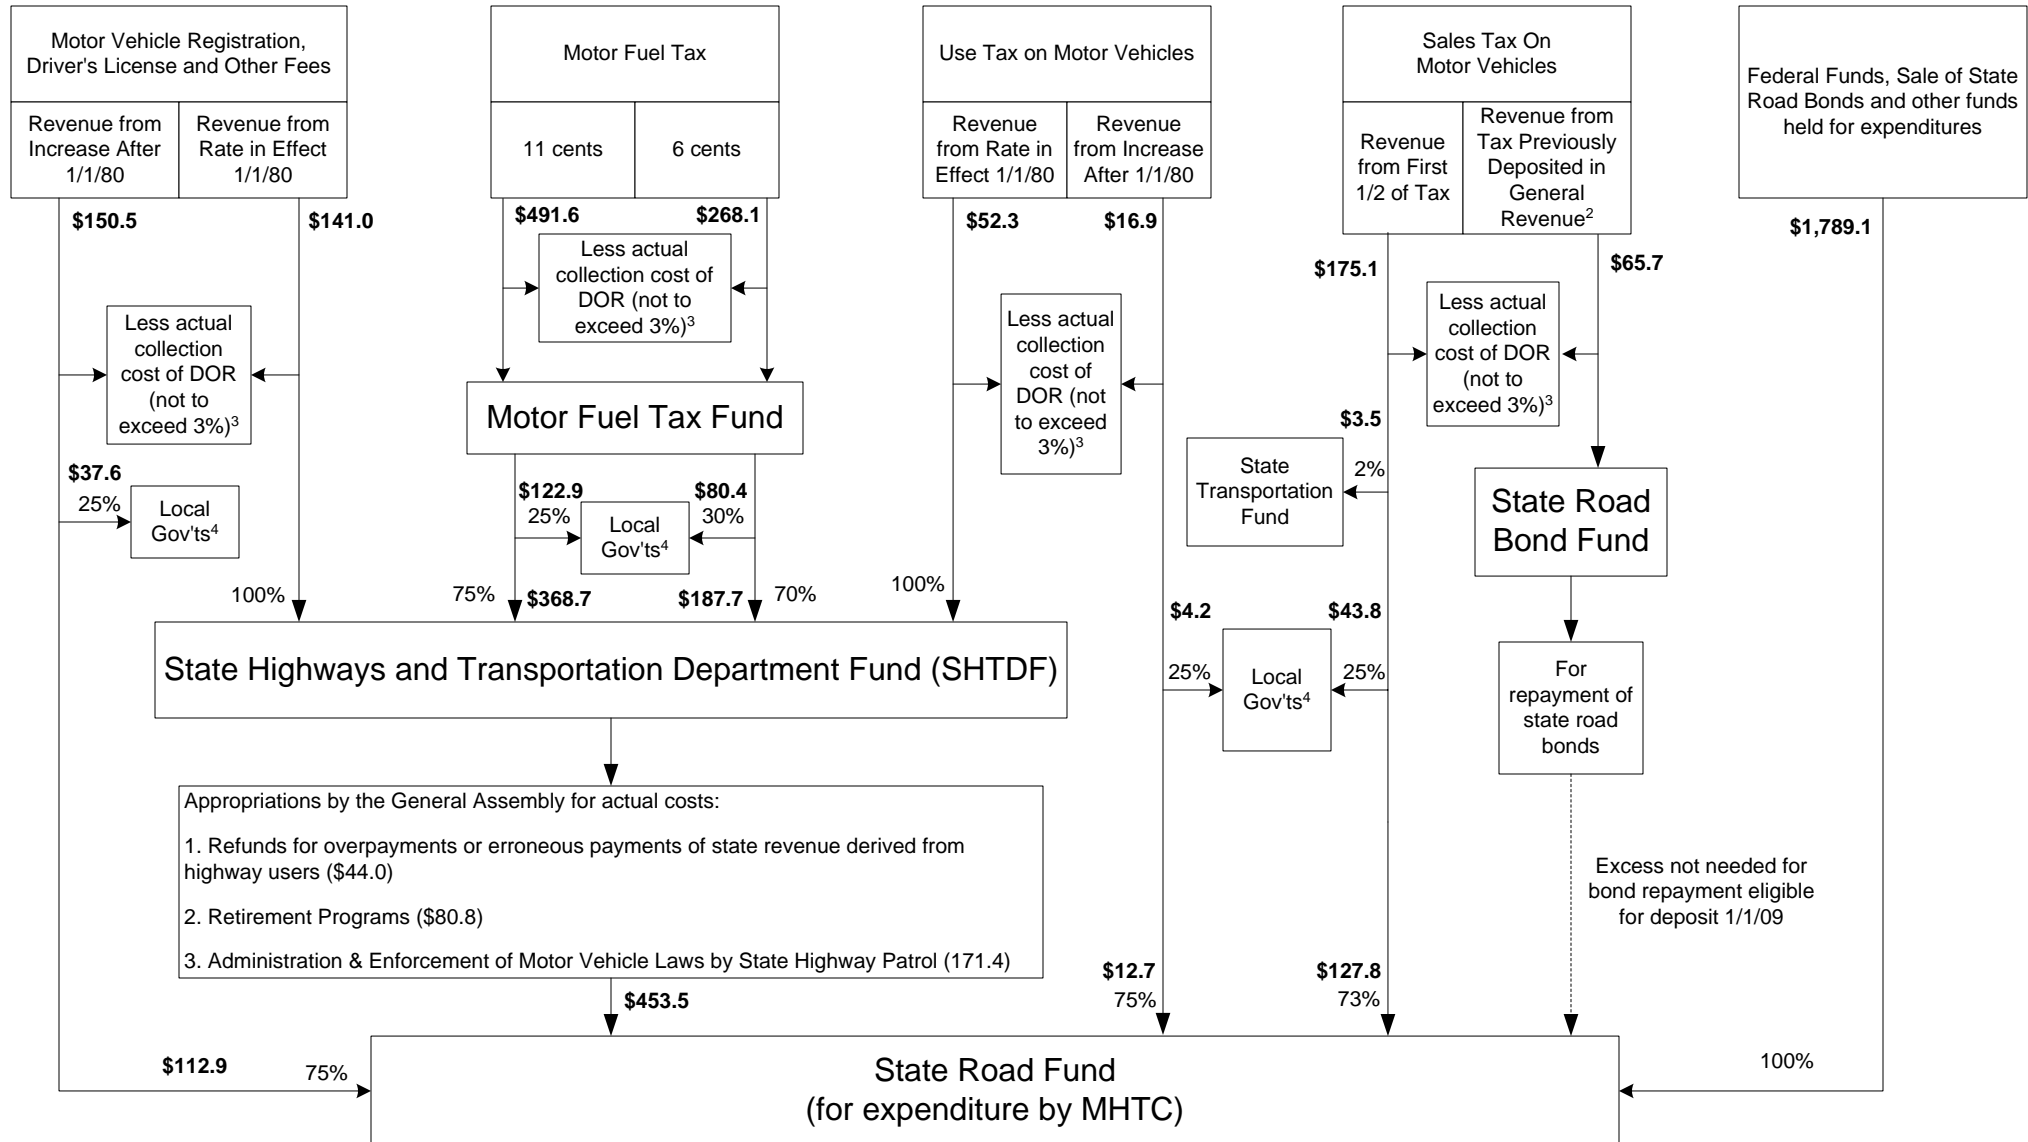 Motor Vehicle Registration,
Driver's License and Other Fees
Revenue from
Increase After
1/1/80
Revenue from
Rate in Effect
1/1/80
Motor Fuel Tax
11 cents
6 cents
Use Tax on Motor Vehicles
Revenue
from Rate in
Effect 1/1/80
Revenue
from Increase
After 1/1/80
Sales Tax On
Motor Vehicles
Revenue
from First
1/2 of Tax
Revenue from
Tax Previously
Deposited in
General
Revenue²
Federal Funds, Sale of State
Road Bonds and other funds
held for expenditures
$150.5
$141.0
$491.6
$268.1
$52.3
$16.9
$175.1
$65.7
$1,789.1
Less actual
collection
cost of DOR
(not to
exceed 3%)³
Less actual
collection cost of
DOR (not to
exceed 3%)³
Less actual
collection
cost of
DOR (not
to exceed
3%)³
Less actual
collection
cost of DOR
(not to
exceed 3%)³
Motor Fuel Tax Fund
$37.6
25%
Local
Gov'ts⁴
$122.9
25%
Local
Gov'ts⁴
$80.4
30%
$3.5
2%
State
Transportation
Fund
State Road
Bond Fund
100%
75%
$368.7
$187.7
70%
100%
State Highways and Transportation Department Fund (SHTDF)
$4.2
25%
Local
Gov'ts⁴
$43.8
25%
For
repayment of
state road
bonds
Appropriations by the General Assembly for actual costs:
1. Refunds for overpayments or erroneous payments of state revenue derived from
highway users ($44.0)
2. Retirement Programs ($80.8)
3. Administration & Enforcement of Motor Vehicle Laws by State Highway Patrol (171.4)
Excess not needed for
bond repayment eligible
for deposit 1/1/09
$453.5
$12.7
75%
$127.8
73%
$112.9
75%
100%
State Road Fund
(for expenditure by MHTC)